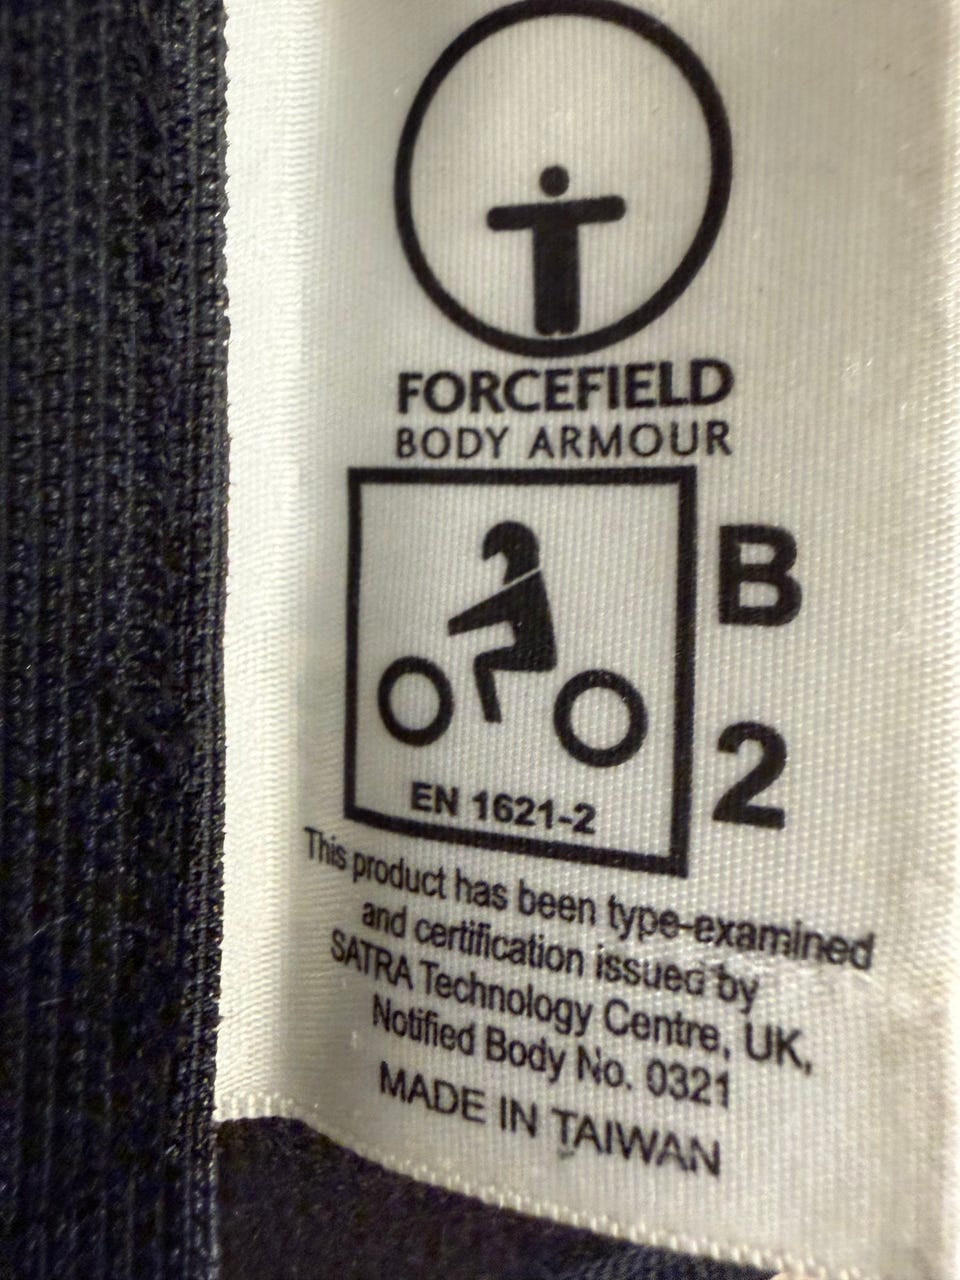 FORCEFIELD
BODY ARMOUR
B
2
EN 1621-2
This product has been type-examined
and certification issued by
SATRA Technology Centre, UK,
Notified Body No. 0321
MADE IN TAIWAN